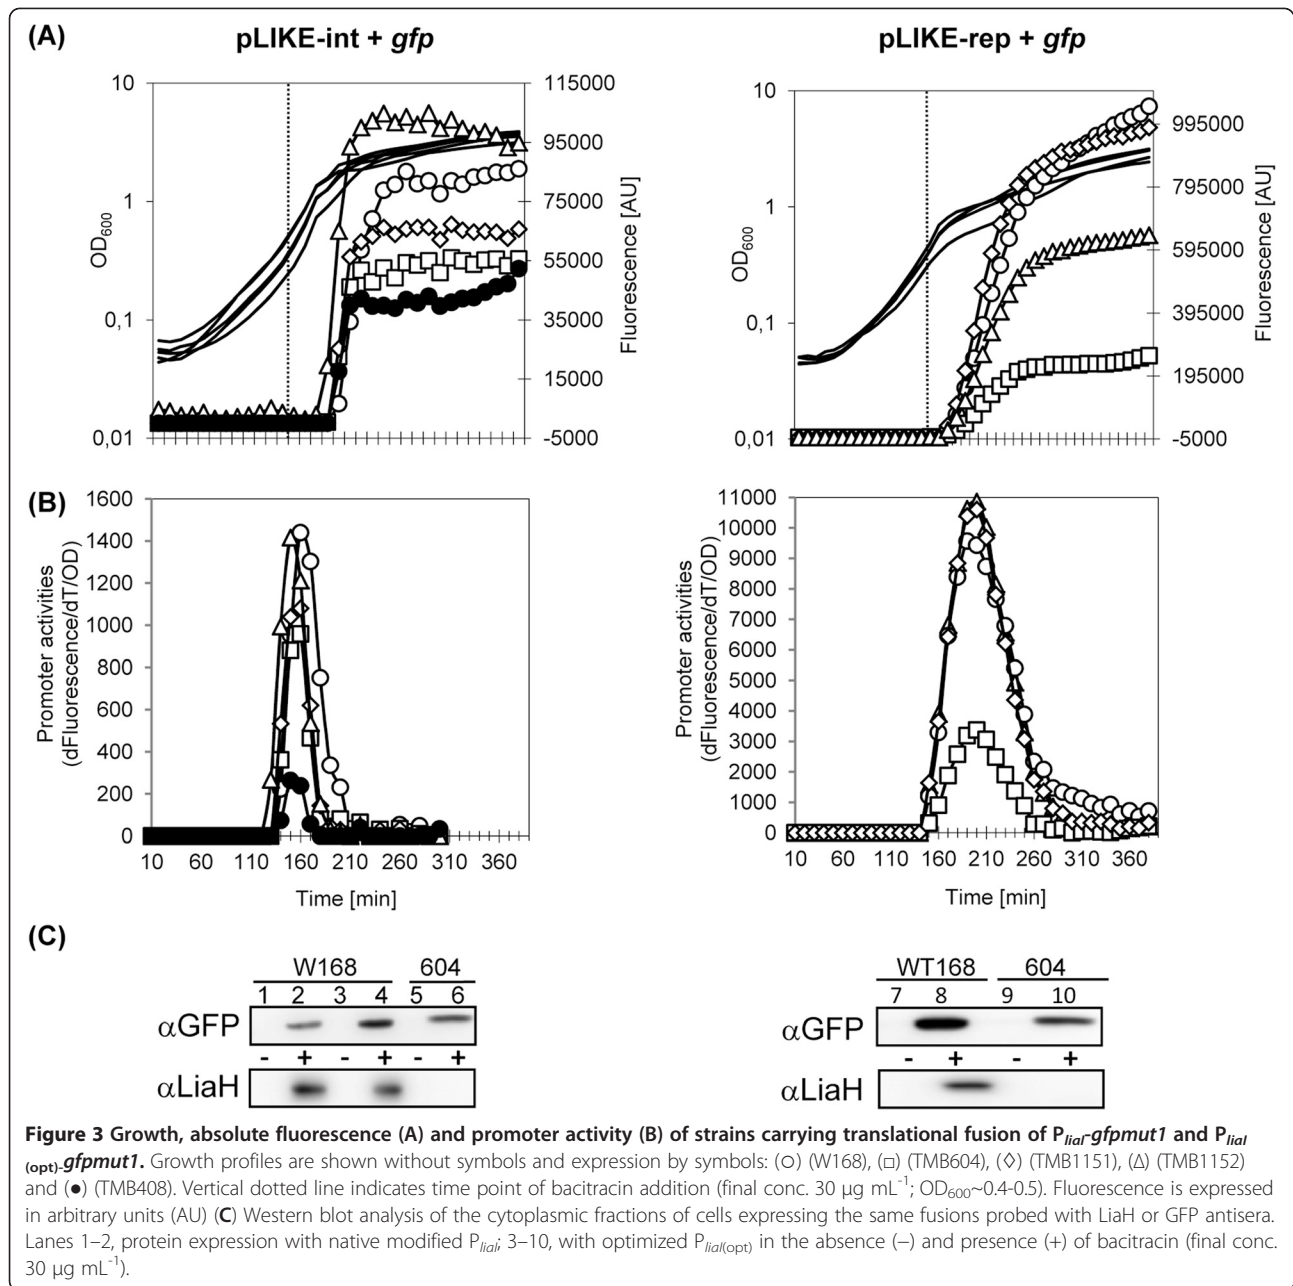 (A)
pLIKE-int + gfp
pLIKE-rep + gfp
10
1
0,1
0,01
OD600
115000
95000
75000
55000
35000
15000
-5000
Fluorescence [AU]
10
1
0,1
0,01
OD600
995000
795000
595000
395000
195000
-5000
Fluorescence [AU]
(B)
1600
1400
1200
1000
800
600
400
200
0
Promoter activities
(dFluorescence/dT/OD)
10 60 110 160 210 260 310 360
Time [min]
11000
10000
9000
8000
7000
6000
5000
4000
3000
2000
1000
0
Promoter activities
(dFluorescence/dT/OD)
10 60 110 160 210 260 310 360
Time [min]
(C)
W168 604
1 2 3 4 5 6
αGFP
- + - + - +
αLiaH
WT168 604
7 8 9 10
αGFP
- + - +
αLiaH
Figure 3 Growth, absolute fluorescence (A) and promoter activity (B) of strains carrying translational fusion of PliaI-gfpmut1 and PliaI
(opt)-gfpmut1. Growth profiles are shown without symbols and expression by symbols: (○) (W168), (□) (TMB604), (◊) (TMB1151), (Δ) (TMB1152)
and (●) (TMB408). Vertical dotted line indicates time point of bacitracin addition (final conc. 30 μg mL-1; OD600~0.4-0.5). Fluorescence is expressed
in arbitrary units (AU) (C) Western blot analysis of the cytoplasmic fractions of cells expressing the same fusions probed with LiaH or GFP antisera.
Lanes 1–2, protein expression with native modified PliaI; 3–10, with optimized PliaI(opt) in the absence (−) and presence (+) of bacitracin (final conc.
30 μg mL-1).